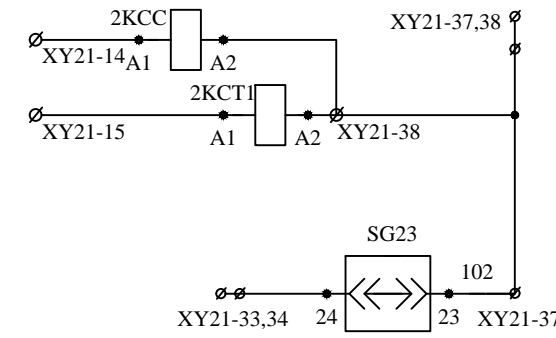 2KCC
XY21-37,38
XY21-14
A1
A2
2KCT1
XY21-15
A1
A2
XY21-38
SG23
102
XY21-33,34
24
23
XY21-37